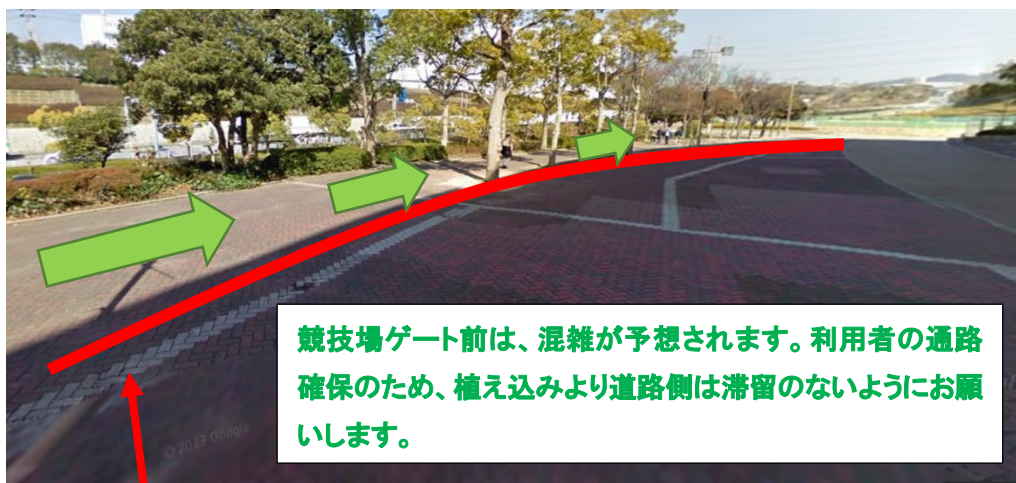 競技場ゲート前は、混雑が予想されます。利用者の通路
確保のため、植え込みより道路側は滞留のないようにお願
いします。
© 2013 Google